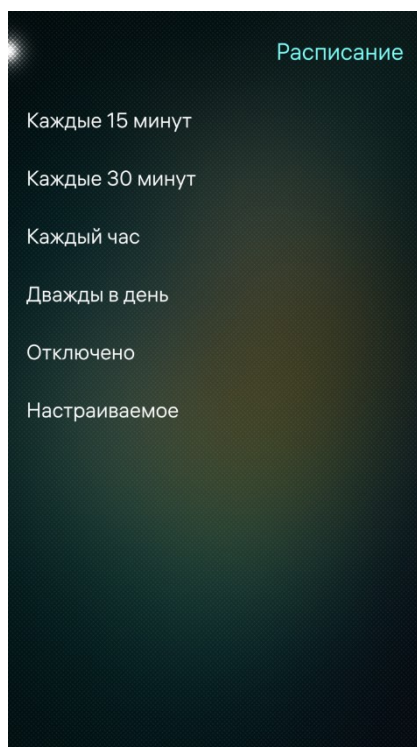 Расписание
Каждые 15 минут
Каждые 30 минут
Каждый час
Дважды в день
Отключено
Настраиваемое